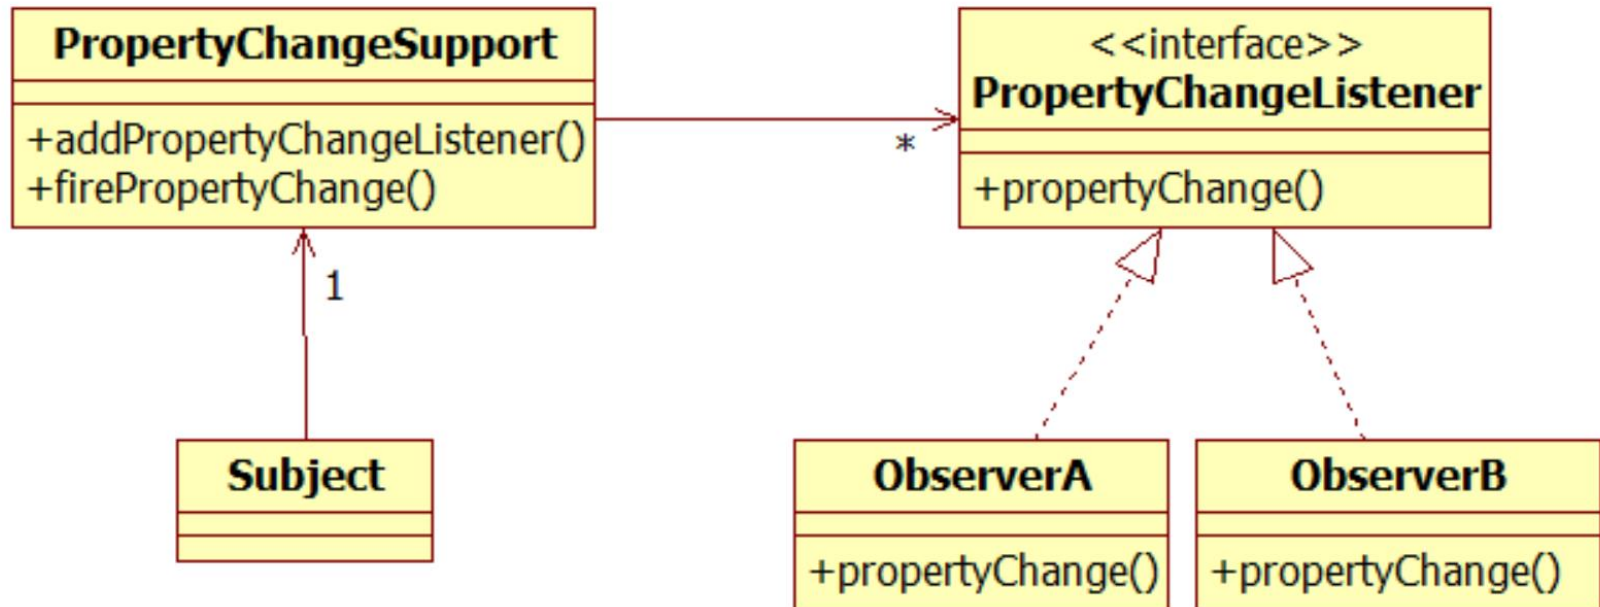 PropertyChangeSupport
+addPropertyChangeListener()
+firePropertyChange()
<<interface>>
PropertyChangeListener
+propertyChange()
*
1
Subject
ObserverA
+propertyChange()
ObserverB
+propertyChange()